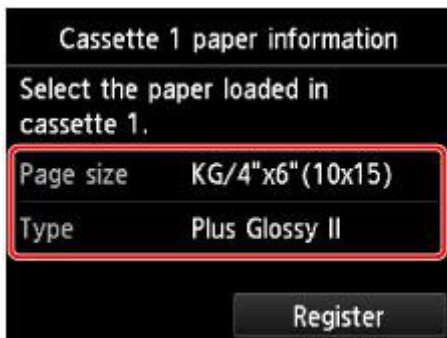 Cassette 1 paper information
Select the paper loaded in
cassette 1.
Page size KG/4"x6"(10x15)
Type Plus Glossy II
Register